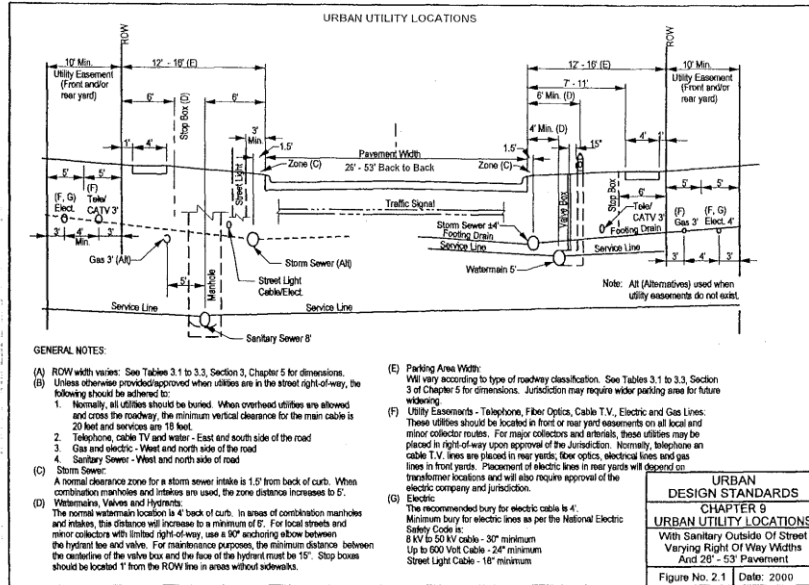 URBAN UTILITY LOCATIONS
ROW
ROW
10' Min.
Utility Easement
(Front and/or
rear yard)
12' - 16' (E)
6'
Stop Box (D)
6'
1'
4'
3'
Min.
1.5'
Zone (C)
Pavement Width
26' - 53' Back to Back
Zone (C)
1.5'
12' - 16' (E)
7' - 11'
6' Min. (D)
4' Min. (D)
15"
4'
1'
10' Min.
Utility Easement
(Front and/or
rear yard)
5'
5'
(F, G)
Elect.
(F)
Tele/
CATV 3'
3'
4'
Min.
3'
Gas 3' (Alt)
5'
Manhole
Street Light
Street Light
Cable/Elect.
Storm Sewer (Alt)
Traffic Signal
Storm Sewer ±4'
Footing Drain
Service Line
Watermain 5'
Valve Box
Stop Box
6'
Tele/
CATV 3'
Footing Drain
Service Line
5'
5'
(F)
Gas 3'
(F, G)
Elect. 4'
3'
4'
3'
Note: Alt (Alternatives) used when
utility easements do not exist.
Service Line
Service Line
Sanitary Sewer 8'
GENERAL NOTES:
(A) ROW width varies: See Tables 3.1 to 3.3, Section 3, Chapter 5 for dimensions.
(B) Unless otherwise provided/approved when utilities are in the street right-of-way, the
following should be adhered to:
1. Normally, all utilities should be buried. When overhead utilities are allowed
and cross the roadway, the minimum vertical clearance for the main cable is
20 feet and services are 18 feet.
2. Telephone, cable TV and water - East and south side of the road
3. Gas and electric - West and north side of the road
4. Sanitary Sewer - West and north side of road
(C) Storm Sewer:
A normal clearance zone for a storm sewer intake is 1.5' from back of curb. When
combination manholes and intakes are used, the zone distance increases to 5'.
(D) Watermains, Valves and Hydrants:
The normal watermain location is 4' back of curb. In areas of combination manholes
and intakes, this distance will increase to a minimum of 6'. For local streets and
minor collectors with limited right-of-way, use a 90° anchoring elbow between
the hydrant tee and valve. For maintenance purposes, the minimum distance between
the centerline of the valve box and the face of the hydrant must be 15". Stop boxes
should be located 1' from the ROW line in areas without sidewalks.
(E) Parking Area Width:
Will vary according to type of roadway classification. See Tables 3.1 to 3.3, Section
3 of Chapter 5 for dimensions. Jurisdiction may require wider parking area for future
widening.
(F) Utility Easements - Telephone, Fiber Optics, Cable T.V., Electric and Gas Lines:
These utilities should be located in front or rear yard easements on all local and
minor collector routes. For major collectors and arterials, these utilities may be
placed in right-of-way upon approval of the Jurisdiction. Normally, telephone an
cable T.V. lines are placed in rear yards; fiber optics, electrical lines and gas
lines in front yards. Placement of electric lines in rear yards will depend on
transformer locations and will also require approval of the
electric company and jurisdiction.
(G) Electric
The recommended bury for electric cable is 4'.
Minimum bury for electric lines as per the National Electric
Safety Code is:
8 kV to 50 kV cable - 30" minimum
Up to 600 Volt Cable - 24" minimum
Street Light Cable - 18" minimum
URBAN
DESIGN STANDARDS
CHAPTER 9
URBAN UTILITY LOCATIONS
With Sanitary Outside Of Street
Varying Right Of Way Widths
And 26' - 53' Pavement
Figure No. 2.1 Date: 2000